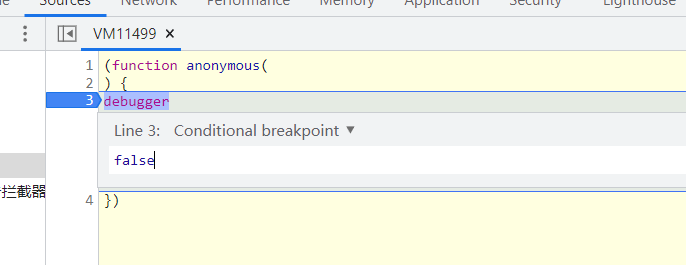 Sources Network Performance Memory Application Security Lighthouse
VM11499 ×
1 (function anonymous(
2 ) {
3 debugger
Line 3: Conditional breakpoint ▼
false
拦截器
4 })